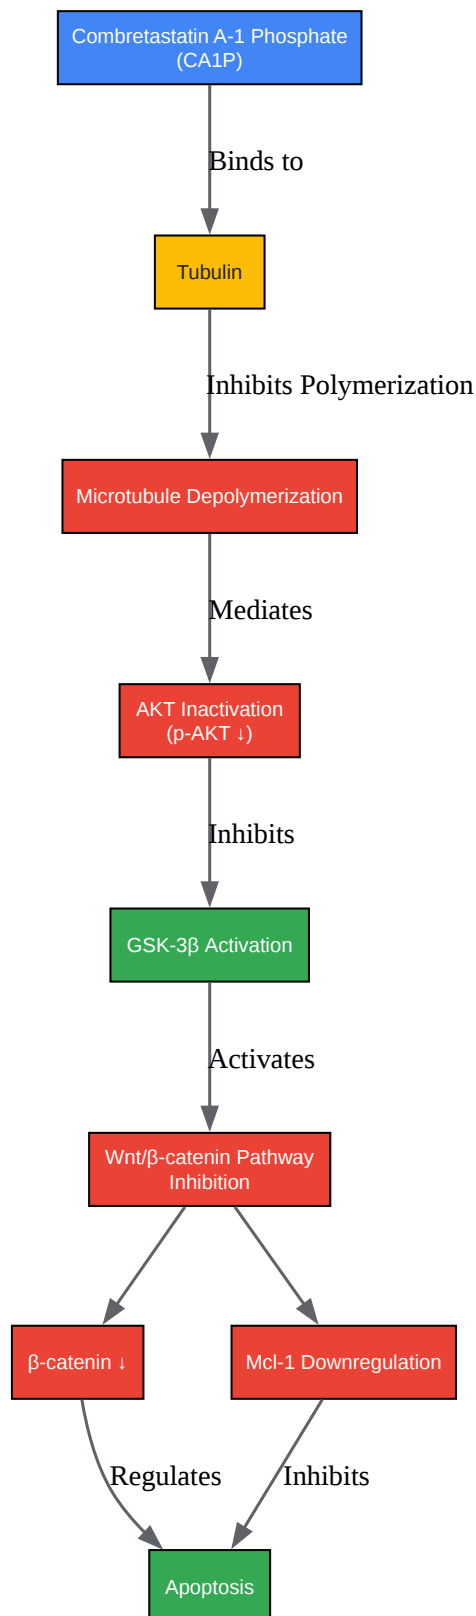 Combretastatin A-1 Phosphate
(CA1P)
Binds to
Tubulin
Inhibits Polymerization
Microtubule Depolymerization
Mediates
AKT Inactivation
(p-AKT ↓)
Inhibits
GSK-3β Activation
Activates
Wnt/β-catenin Pathway
Inhibition
β-catenin ↓
Mcl-1 Downregulation
Regulates
Inhibits
Apoptosis